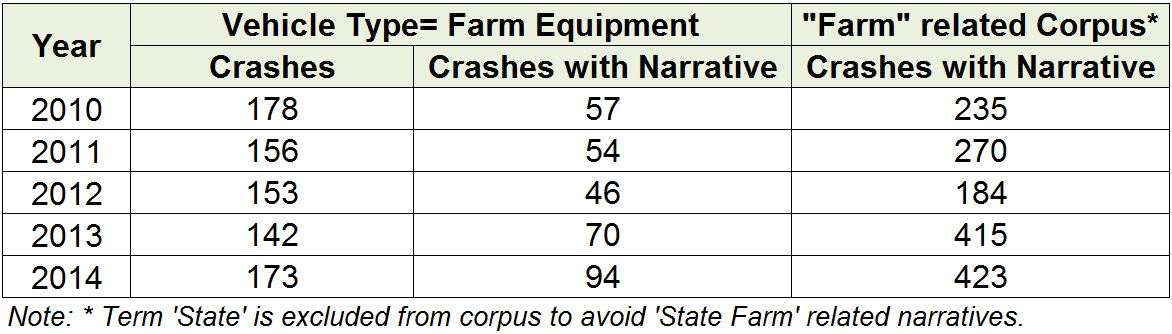 Year Vehicle Type= Farm Equipment "Farm" related Corpus*
Crashes Crashes with Narrative Crashes with Narrative
2010 178 57 235
2011 156 54 270
2012 153 46 184
2013 142 70 415
2014 173 94 423
Note: * Term 'State' is excluded from corpus to avoid 'State Farm' related narratives.